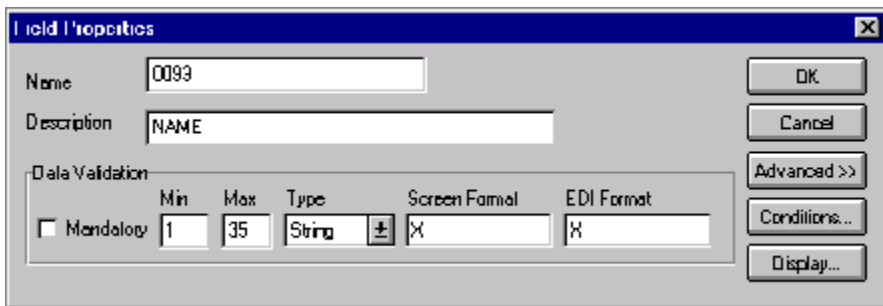 Field Properties
Name 0093
Description NAME
Data Validation
Min Max Type Screen Format EDI Format
Mandatory 1 35 String X X
OK
Cancel
Advanced >>
Conditions...
Display...